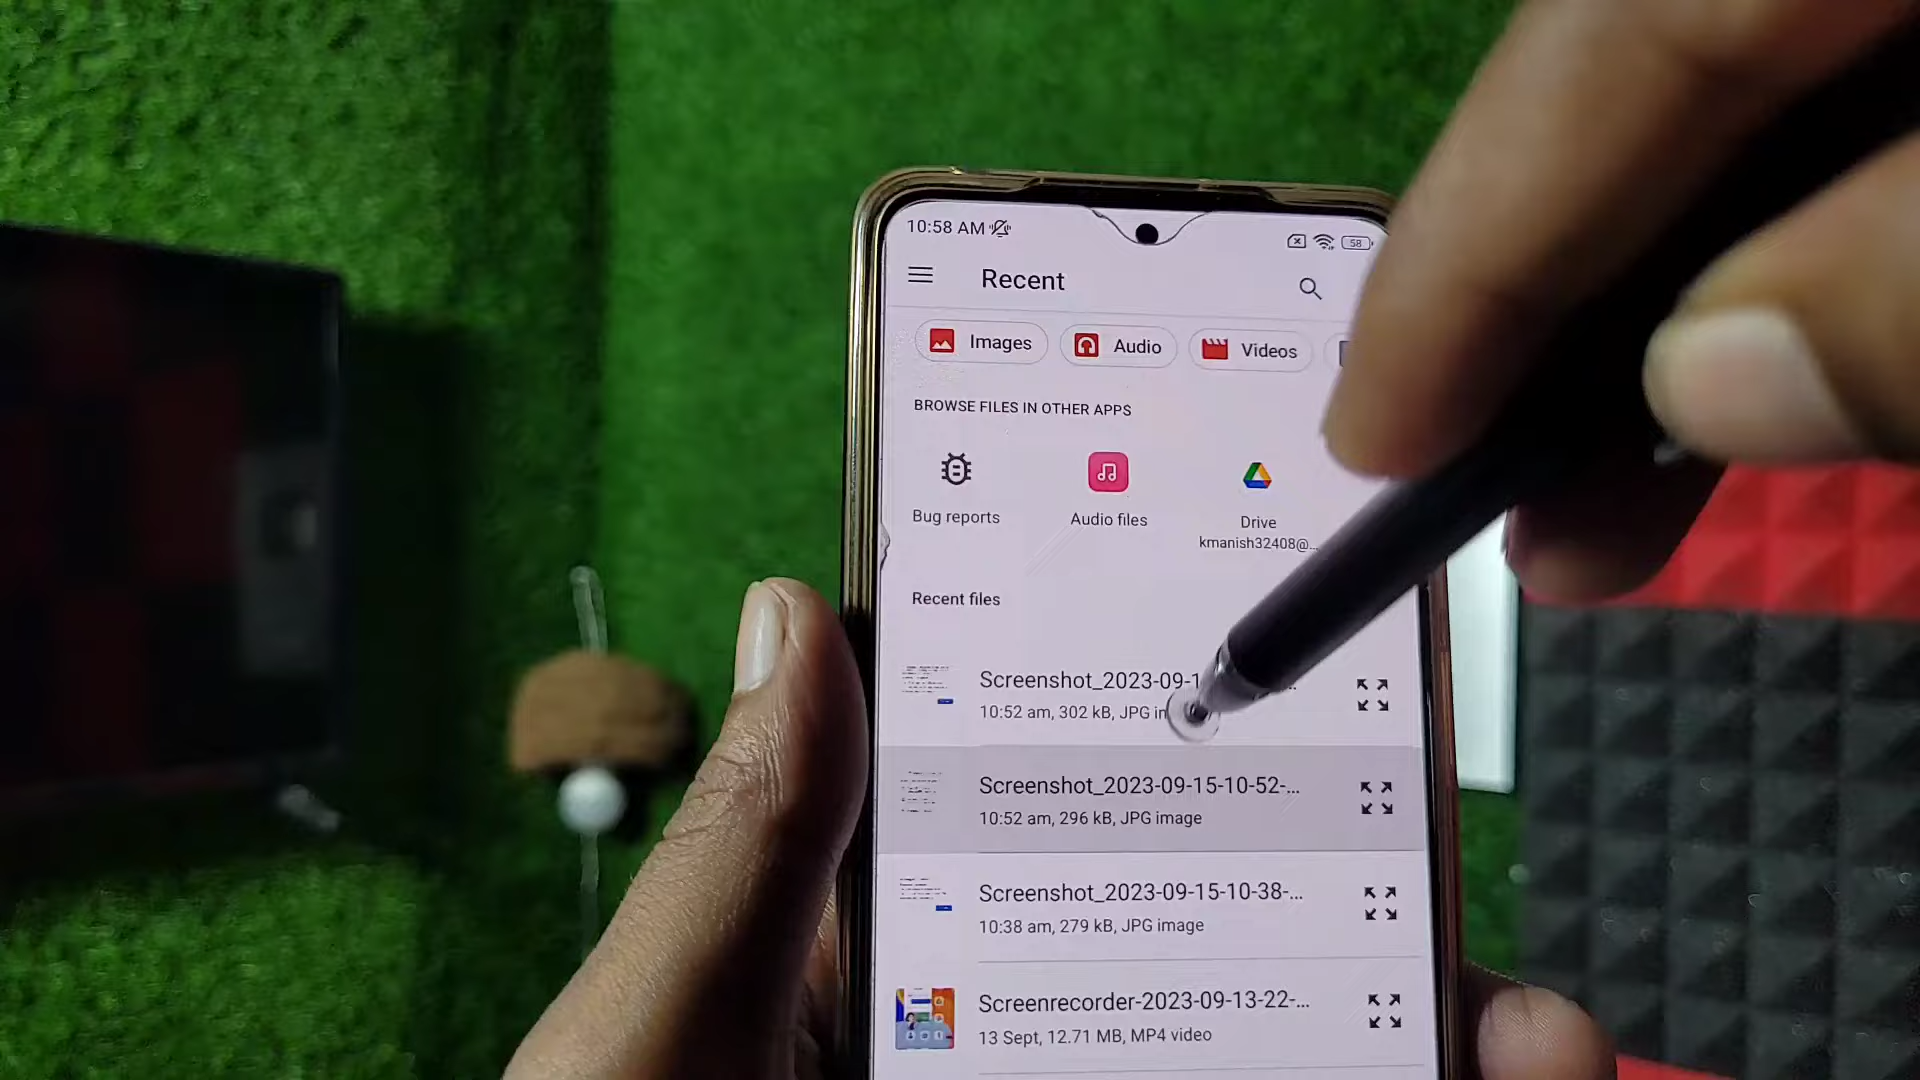 10:58 AM
58
Recent
Images
Audio
Videos
BROWSE FILES IN OTHER APPS
Bug reports
Audio files
Drive
kmanish32408@...
Recent files
Screenshot_2023-09-1
10:52 am, 302 kB, JPG im
Screenshot_2023-09-15-10-52-...
10:52 am, 296 kB, JPG image
Screenshot_2023-09-15-10-38-...
10:38 am, 279 kB, JPG image
Screenrecorder-2023-09-13-22-...
13 Sept, 12.71 MB, MP4 video